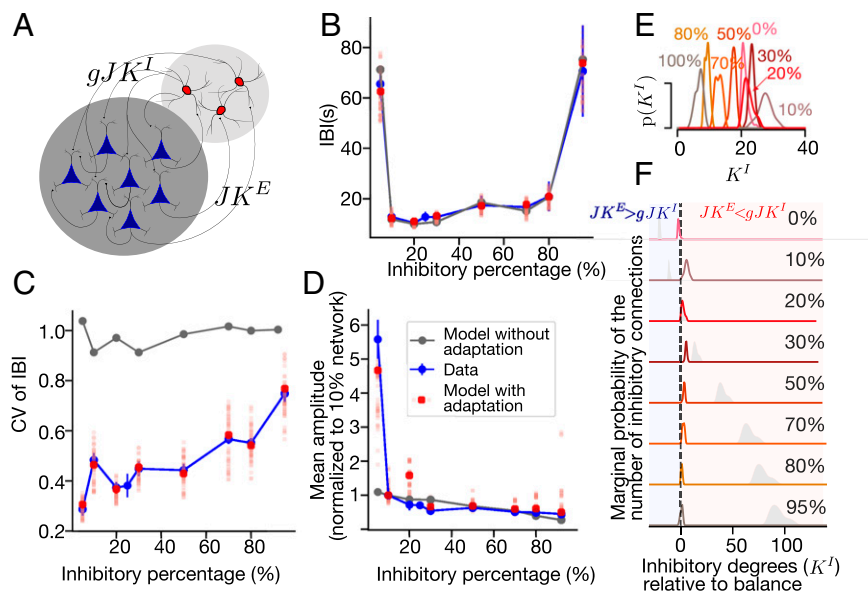 A
gJK^I
JK^E
B
IBI(s)
80
60
40
20
20 40 60 80
Inhibitory percentage (%)
E
80% 50% 0%
100% 70% 30%
20%
10%
p(K^I)
0 20 40
K^I
C
CV of IBI
1.0
0.8
0.6
0.4
0.2
20 40 60 80
Inhibitory percentage (%)
D
Mean amplitude
(normalized to 10% network)
6
5
4
3
2
1
Model without
adaptation
Data
Model with
adaptation
20 40 60 80
Inhibitory percentage (%)
F
JK^E>gJK^I JK^E<gJK^I
Marginal probability of the
number of inhibitory connections
0%
10%
20%
30%
50%
70%
80%
95%
0 50 100
Inhibitory degrees (K^I)
relative to balance